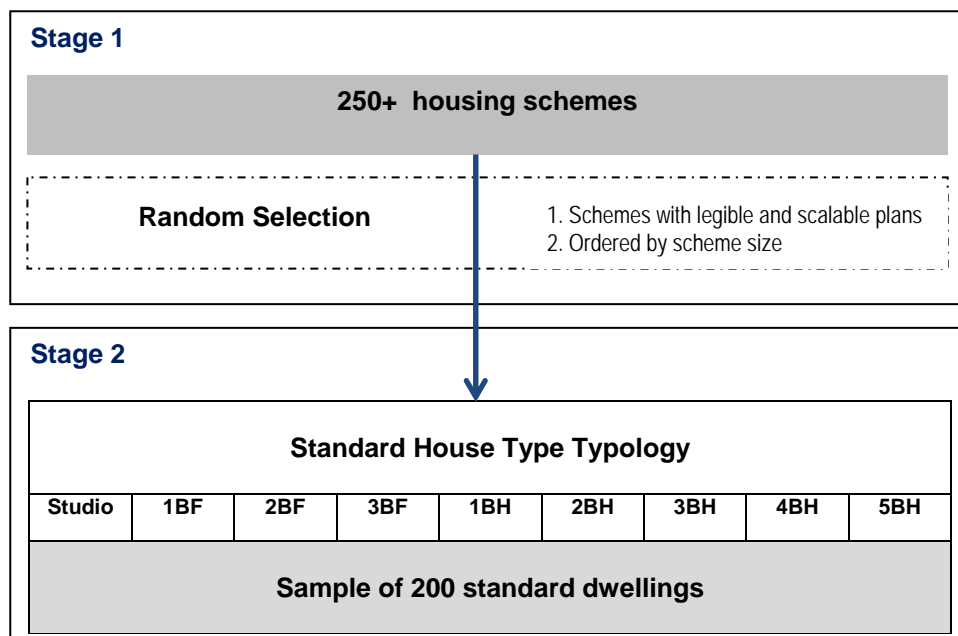 Stage 1
250+ housing schemes
Random Selection
1. Schemes with legible and scalable plans
2. Ordered by scheme size
Stage 2
Standard House Type Typology
Studio 1BF 2BF 3BF 1BH 2BH 3BH 4BH 5BH
Sample of 200 standard dwellings